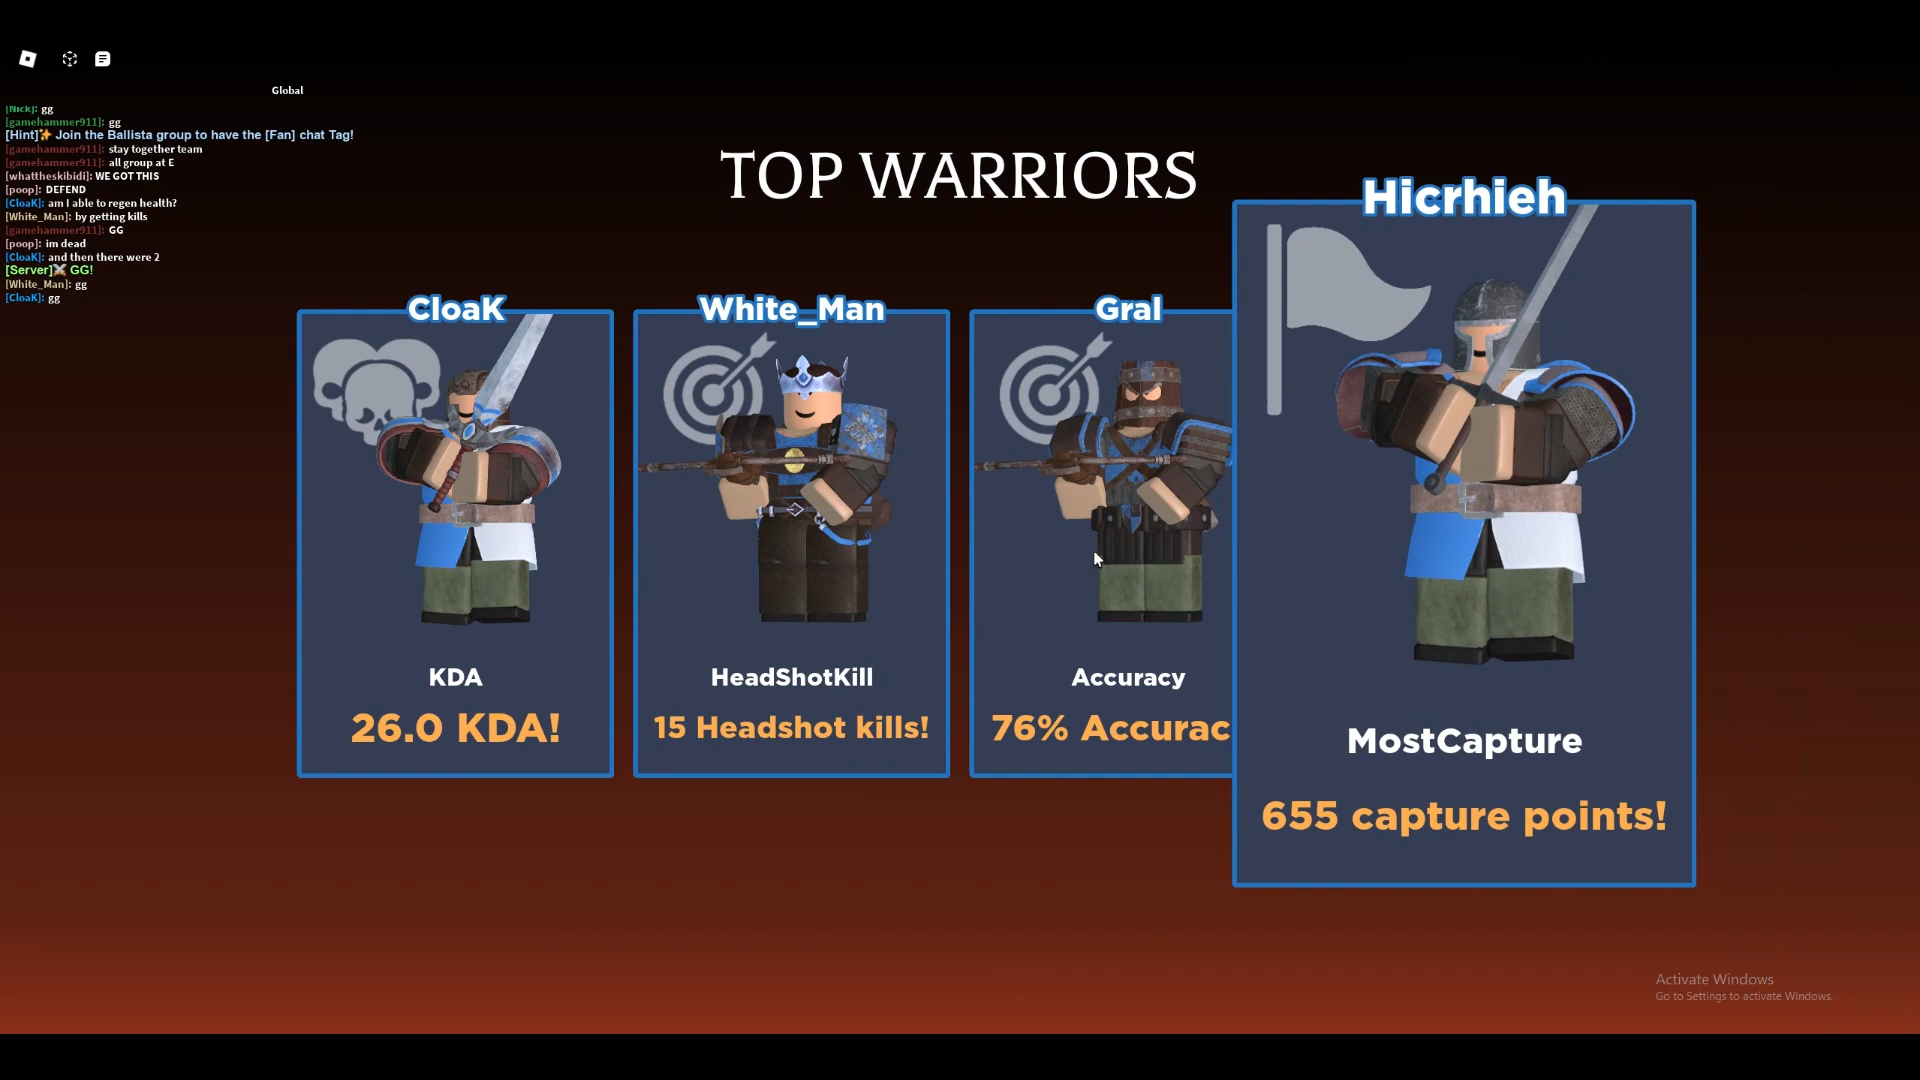 Global
[Nick]: gg
[gamehammer911]: gg
[Hint]✨ Join the Ballista group to have the [Fan] chat Tag!
[gamehammer911]: stay together team
[gamehammer911]: all group at E
[whattheskibidi]: WE GOT THIS
[poop]: DEFEND
[CloaK]: am I able to regen health?
[White_Man]: by getting kills
[gamehammer911]: GG
[poop]: im dead
[CloaK]: and then there were 2
[Server]⚔️ GG!
[White_Man]: gg
[CloaK]: gg
TOP WARRIORS
CloaK
KDA
26.0 KDA!
White_Man
HeadShotKill
15 Headshot kills!
Gral
Accuracy
76% Accurac
Hicrhieh
MostCapture
655 capture points!
Activate Windows
Go to Settings to activate Windows.